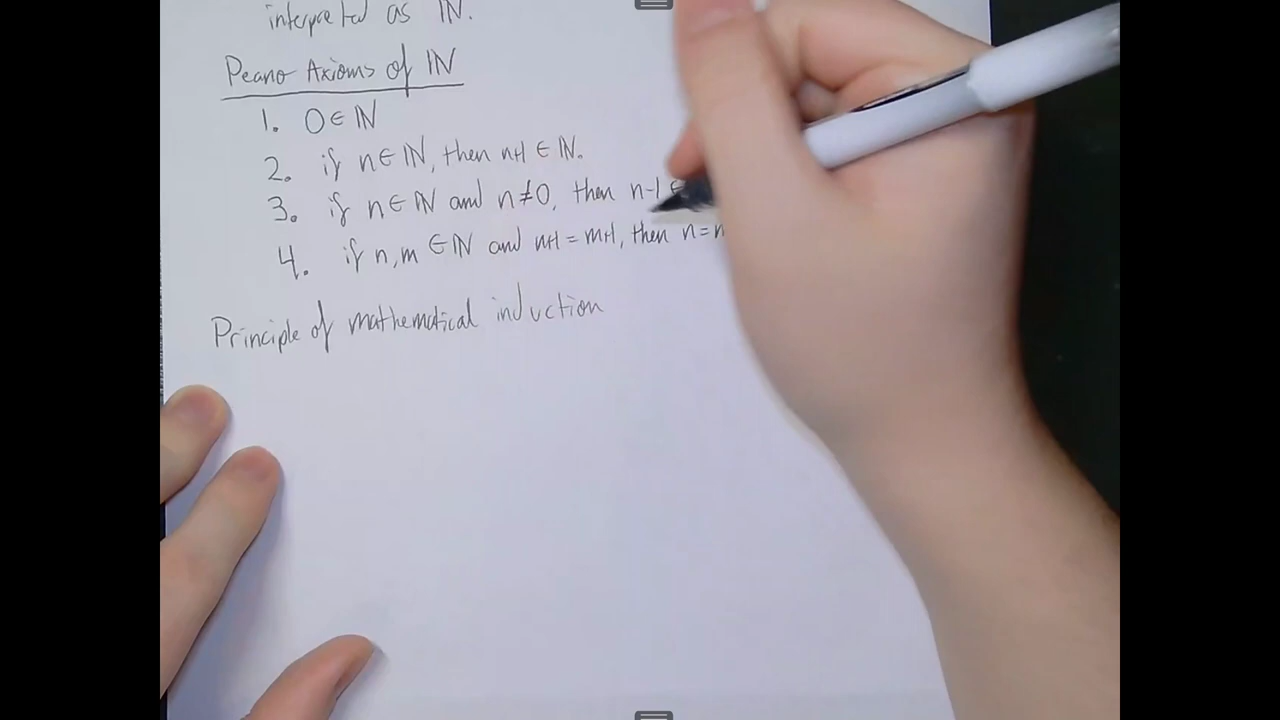 interpreted as ℕ.
Peano Axioms of ℕ
1. 0 ∈ ℕ
2. if n ∈ ℕ, then n+1 ∈ ℕ.
3. if n ∈ ℕ and n ≠ 0, then n-1 ∈
4. if n, m ∈ ℕ and n+1 = m+1, then n =
Principle of mathematical induction